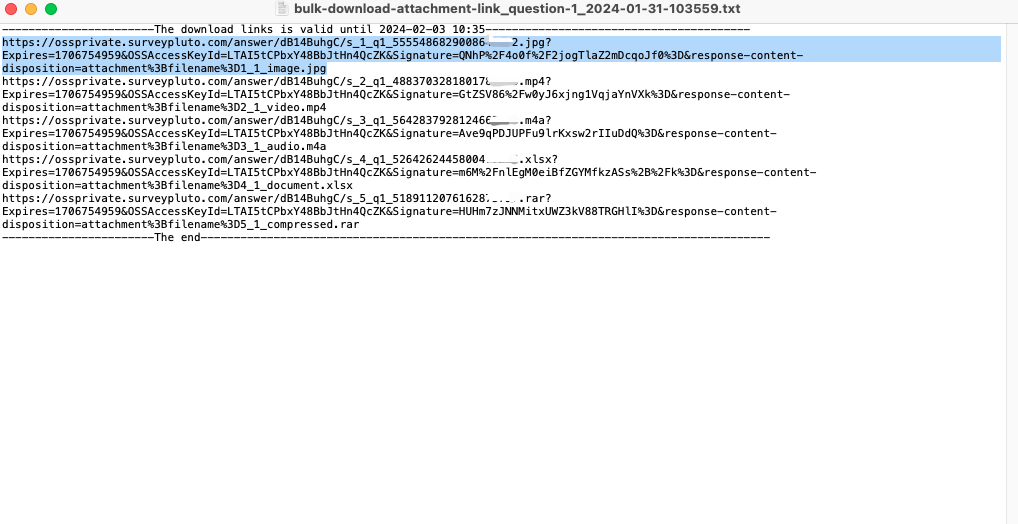 bulk-download-attachment-link_question-1_2024-01-31-103559.txt
-----------------------The download links is valid until 2024-02-03 10:35----------------------------------------
https://ossprivate.surveypluto.com/answer/dB14BuhgC/s_1_q1_55554868290086 2.jpg?
Expires=1706754959&OSSAccessKeyId=LTAI5tCPbxY48BbJtHn4QcZK&Signature=QNhP%2F4o0f%2F2jogTlaZ2mDcqoJf0%3D&response-content-
disposition=attachment%3Bfilename%3D1_1_image.jpg
https://ossprivate.surveypluto.com/answer/dB14BuhgC/s_2_q1_488370328180178 .mp4?
Expires=1706754959&OSSAccessKeyId=LTAI5tCPbxY48BbJtHn4QcZK&Signature=GtZSV86%2Fw0yJ6xjng1VqjaYnVXk%3D&response-content-
disposition=attachment%3Bfilename%3D2_1_video.mp4
https://ossprivate.surveypluto.com/answer/dB14BuhgC/s_3_q1_564283792812466 .m4a?
Expires=1706754959&OSSAccessKeyId=LTAI5tCPbxY48BbJtHn4QcZK&Signature=Ave9qPDJUPFu9lrKxsw2rIIuDdQ%3D&response-content-
disposition=attachment%3Bfilename%3D3_1_audio.m4a
https://ossprivate.surveypluto.com/answer/dB14BuhgC/s_4_q1_52642624458004 .xlsx?
Expires=1706754959&OSSAccessKeyId=LTAI5tCPbxY48BbJtHn4QcZK&Signature=m6M%2FnlEgM0eiBfZGYMfkzASs%2B%2Fk%3D&response-content-
disposition=attachment%3Bfilename%3D4_1_document.xlsx
https://ossprivate.surveypluto.com/answer/dB14BuhgC/s_5_q1_51891120761628 .rar?
Expires=1706754959&OSSAccessKeyId=LTAI5tCPbxY48BbJtHn4QcZK&Signature=HUHm7zJNNMitxUWZ3kV88TRGHlI%3D&response-content-
disposition=attachment%3Bfilename%3D5_1_compressed.rar
-----------------------The end--------------------------------------------------------------------------------------